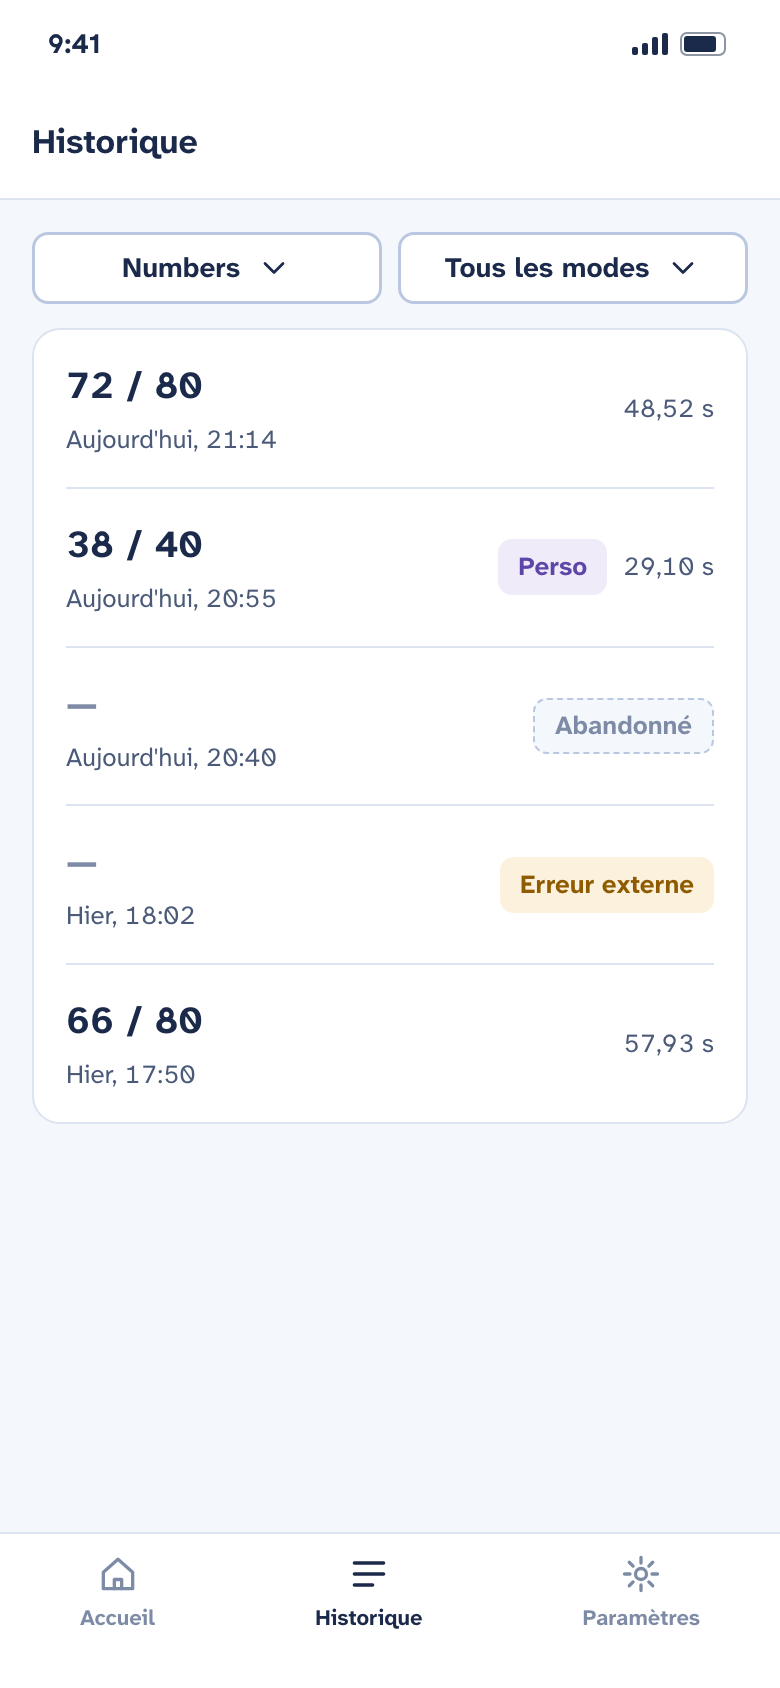 9:41
Historique
Numbers
Tous les modes
72 / 80
48,52 s
Aujourd'hui, 21:14
38 / 40
Perso
29,10 s
Aujourd'hui, 20:55
—
Abandonné
Aujourd'hui, 20:40
—
Erreur externe
Hier, 18:02
66 / 80
57,93 s
Hier, 17:50
Accueil
Historique
Paramètres